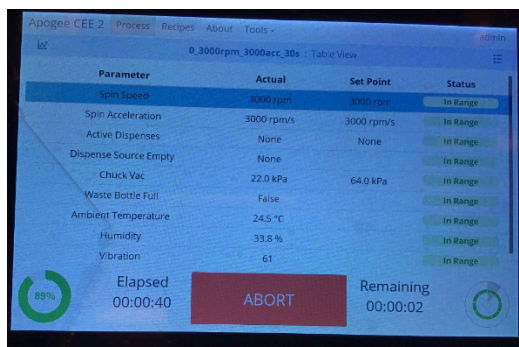 Apogee CEE 2 Process Recipes About Tools
admin
0_3000rpm_3000acc_30s : Table View
Parameter Actual Set Point Status
Spin Speed 3000 rpm 3000 rpm In Range
Spin Acceleration 3000 rpm/s 3000 rpm/s In Range
Active Dispenses None None In Range
Dispense Source Empty None In Range
Chuck Vac 22.0 kPa 64.0 kPa In Range
Waste Bottle Full False In Range
Ambient Temperature 24.5 °C In Range
Humidity 33.8 % In Range
Vibration 61 In Range
89%
Elapsed
00:00:40
ABORT
Remaining
00:00:02